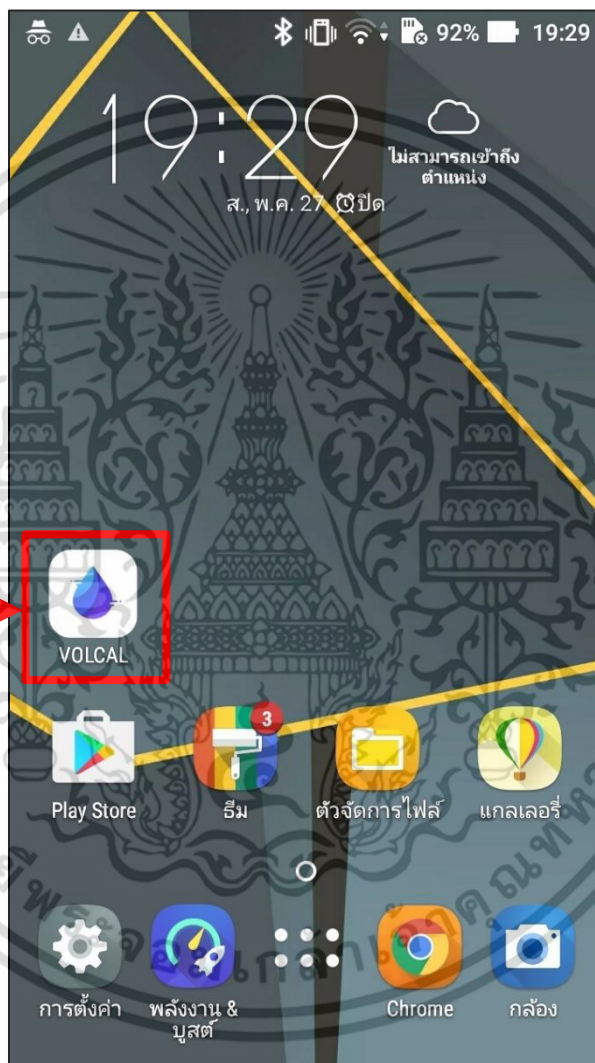 92% 19:29
19:29
ไม่สามารถเข้าถึง
ตำแหน่ง
ส., พ.ค. 27 ปิด
VOLCAL
3
Play Store ธีม ตัวจัดการไฟล์ แกลเลอรี่
การตั้งค่า พลังงาน & Chrome กล้อง
บูสต์